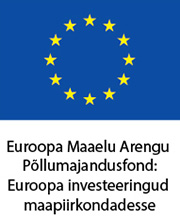 Euroopa Maaelu Arengu
Põllumajandusfond:
Euroopa investeeringud
maapiirkondadesse